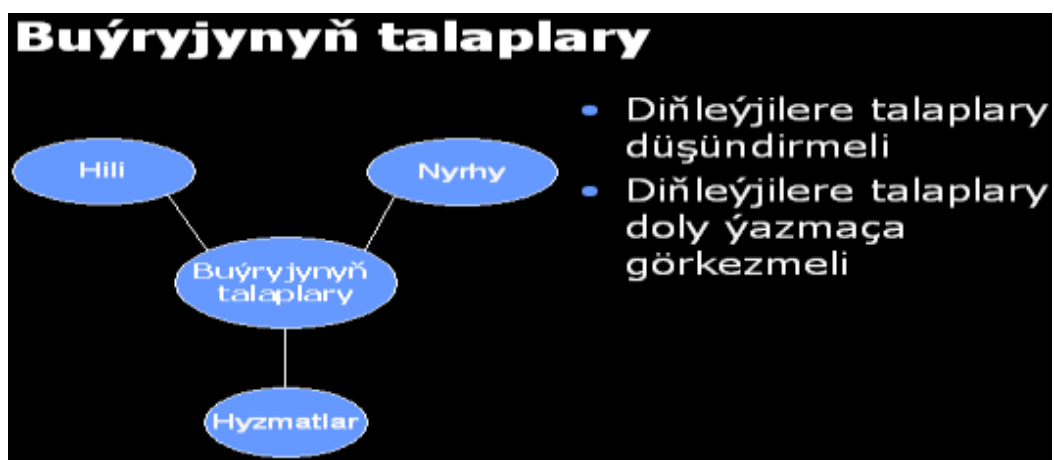 Buýryjynyň talaplary
Hili
Nyrhy
Buýryjynyň
talaplary
Hyzmatlar
• Diňleýjilere talaplary
düşündirmeli
• Diňleýjilere talaplary
doly ýazmaça
görkezmeli